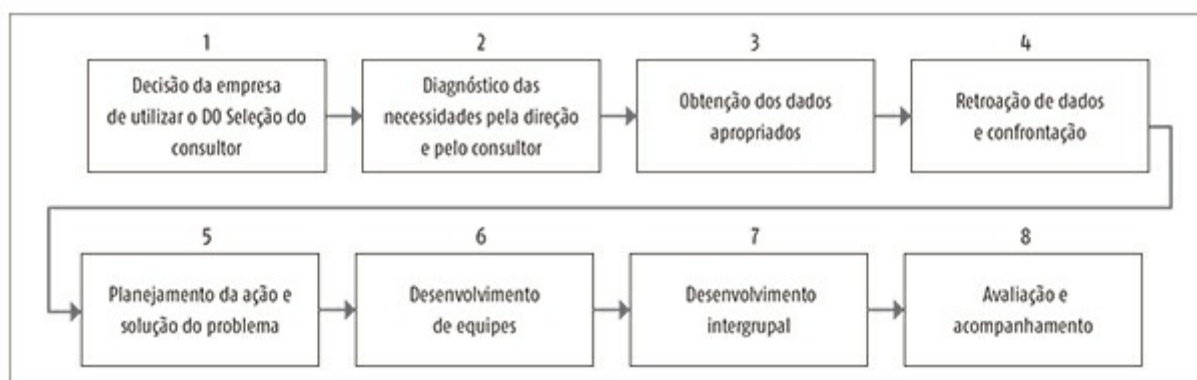 1
Decisão da empresa
de utilizar o DO Seleção do
consultor
2
Diagnóstico das
necessidades pela direção
e pelo consultor
3
Obtenção dos dados
apropriados
4
Retroação de dados
e confrontação
5
Planejamento da ação e
solução do problema
6
Desenvolvimento
de equipes
7
Desenvolvimento
intergrupal
8
Avaliação e
acompanhamento